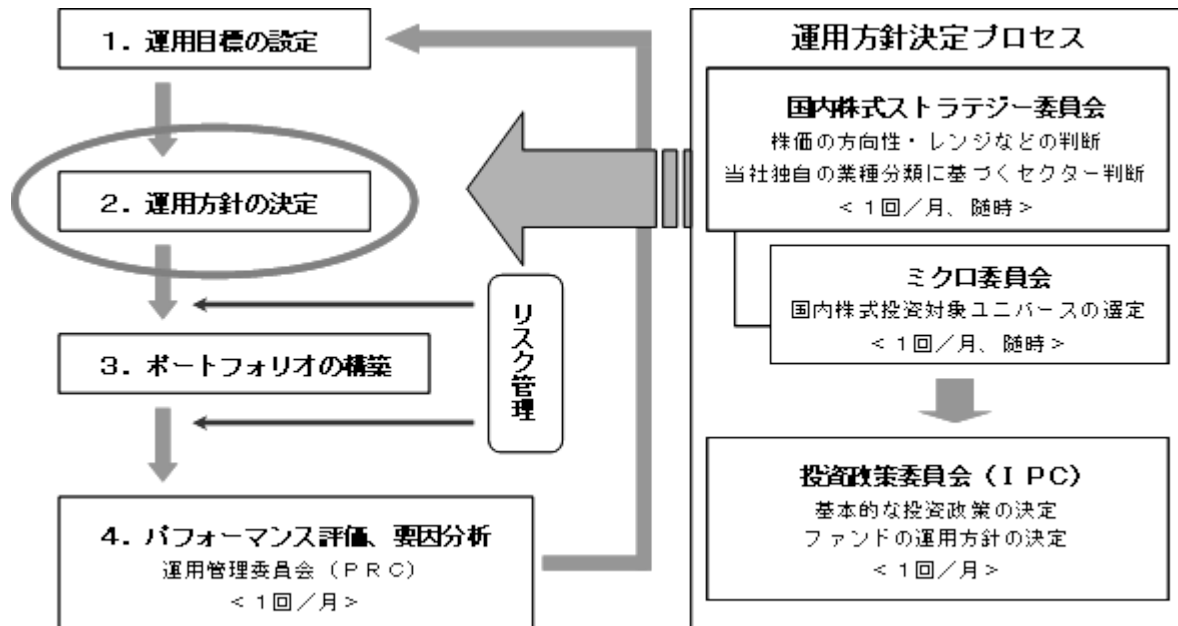 1．運用目標の設定
2．運用方針の決定
3．ポートフォリオの構築
4．パフォーマンス評価、要因分析
運用管理委員会（ＰＲＣ）
＜１回／月＞
リスク管理
運用方針決定プロセス
国内株式ストラテジー委員会
株価の方向性・レンジなどの判断
当社独自の業種分類に基づくセクター判断
＜１回／月、随時＞
ミクロ委員会
国内株式投資対象ユニバースの選定
＜１回／月、随時＞
投資政策委員会（ＩＰＣ）
基本的な投資政策の決定
ファンドの運用方針の決定
＜１回／月＞